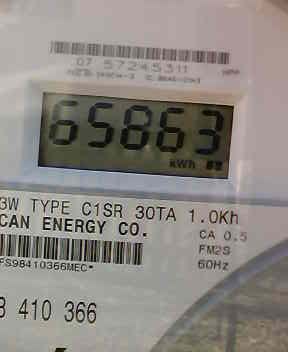 07 57245311
65863
kWh
3W TYPE C1SR 30TA 1.0Kh
CAN ENERGY CO.
CA 0.5
FM2S
FS98410366MEC*
60Hz
8 410 366